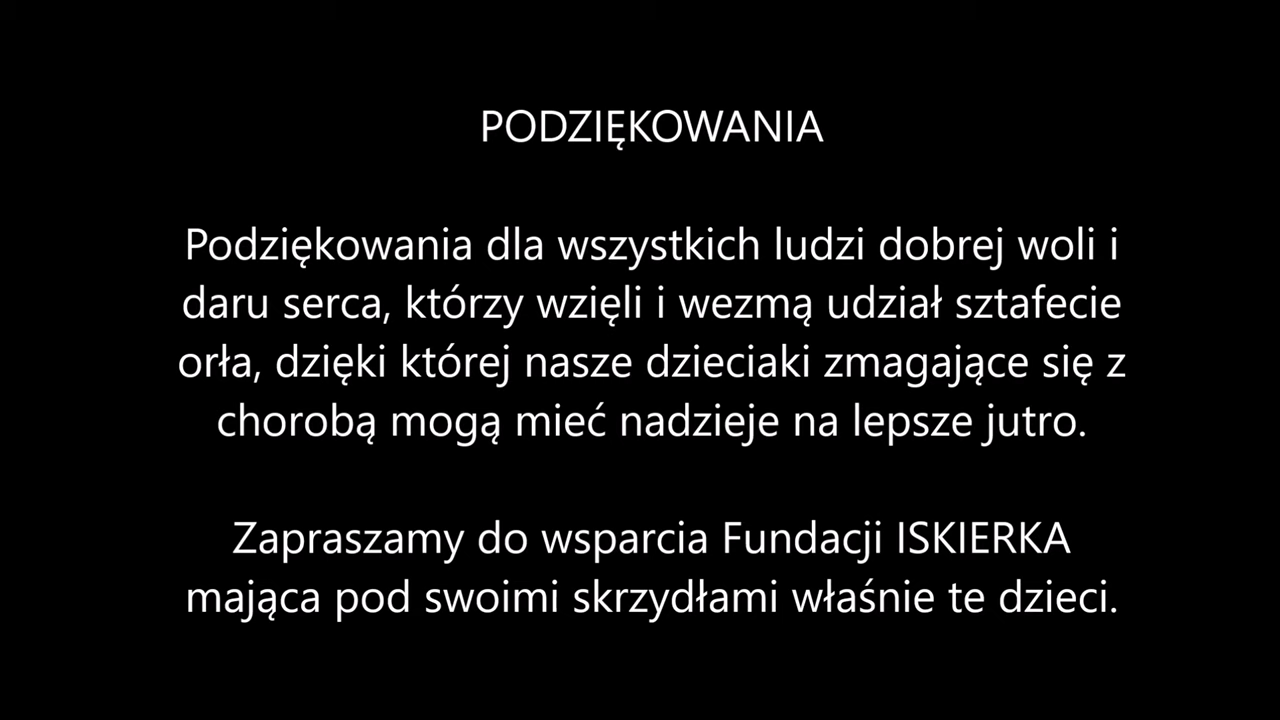 PODZIĘKOWANIA
Podziękowania dla wszystkich ludzi dobrej woli i
daru serca, którzy wzięli i wezmą udział sztafecie
orła, dzięki której nasze dzieciaki zmagające się z
chorobą mogą mieć nadzieje na lepsze jutro.
Zapraszamy do wsparcia Fundacji ISKIERKA
mająca pod swoimi skrzydłami właśnie te dzieci.